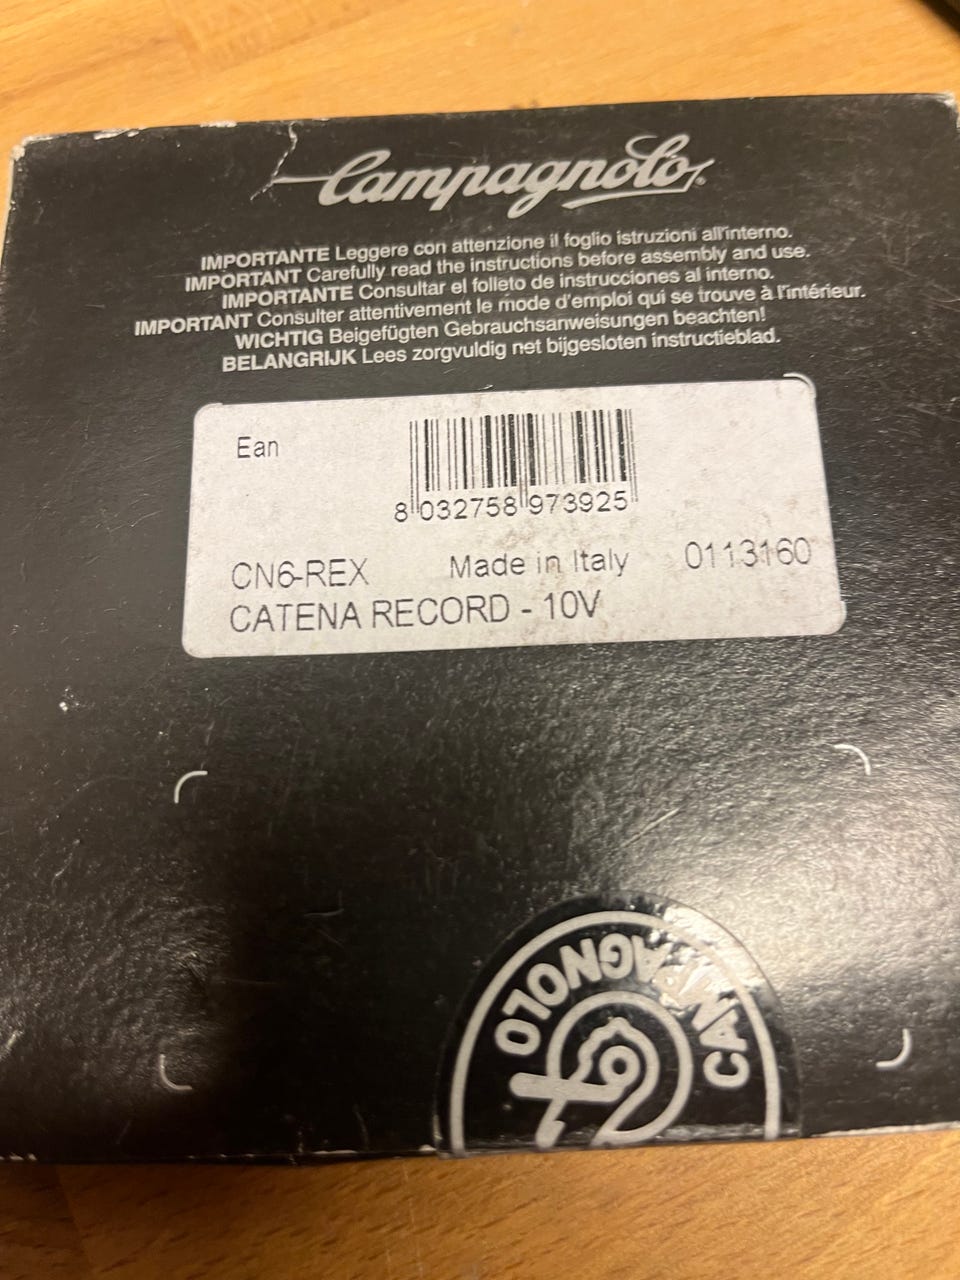 Campagnolo®
IMPORTANTE Leggere con attenzione il foglio istruzioni all'interno.
IMPORTANT Carefully read the instructions before assembly and use.
IMPORTANTE Consultar el folleto de instrucciones al interno.
IMPORTANT Consulter attentivement le mode d'emploi qui se trouve à l'intérieur.
WICHTIG Beigefügten Gebrauchsanweisungen beachten!
BELANGRIJK Lees zorgvuldig net bijgesloten instructieblad.
Ean
8 032758 973925
CN6-REX Made in Italy 0113160
CATENA RECORD - 10V
CAMPAGNOLO